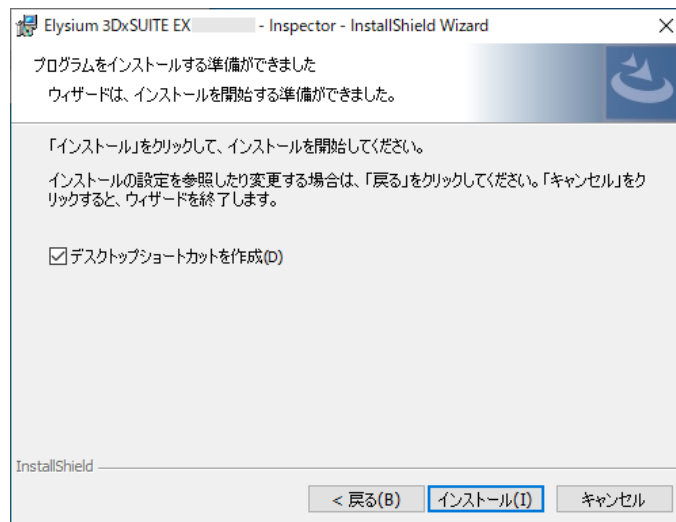 Elysium 3DxSUITE EX - Inspector - InstallShield Wizard
プログラムをインストールする準備ができました
ウィザードは、インストールを開始する準備ができました。
「インストール」をクリックして、インストールを開始してください。
インストールの設定を参照したり変更する場合は、「戻る」をクリックしてください。「キャンセル」をク
リックすると、ウィザードを終了します。
デスクトップショートカットを作成(D)
InstallShield
< 戻る(B) インストール(I) キャンセル